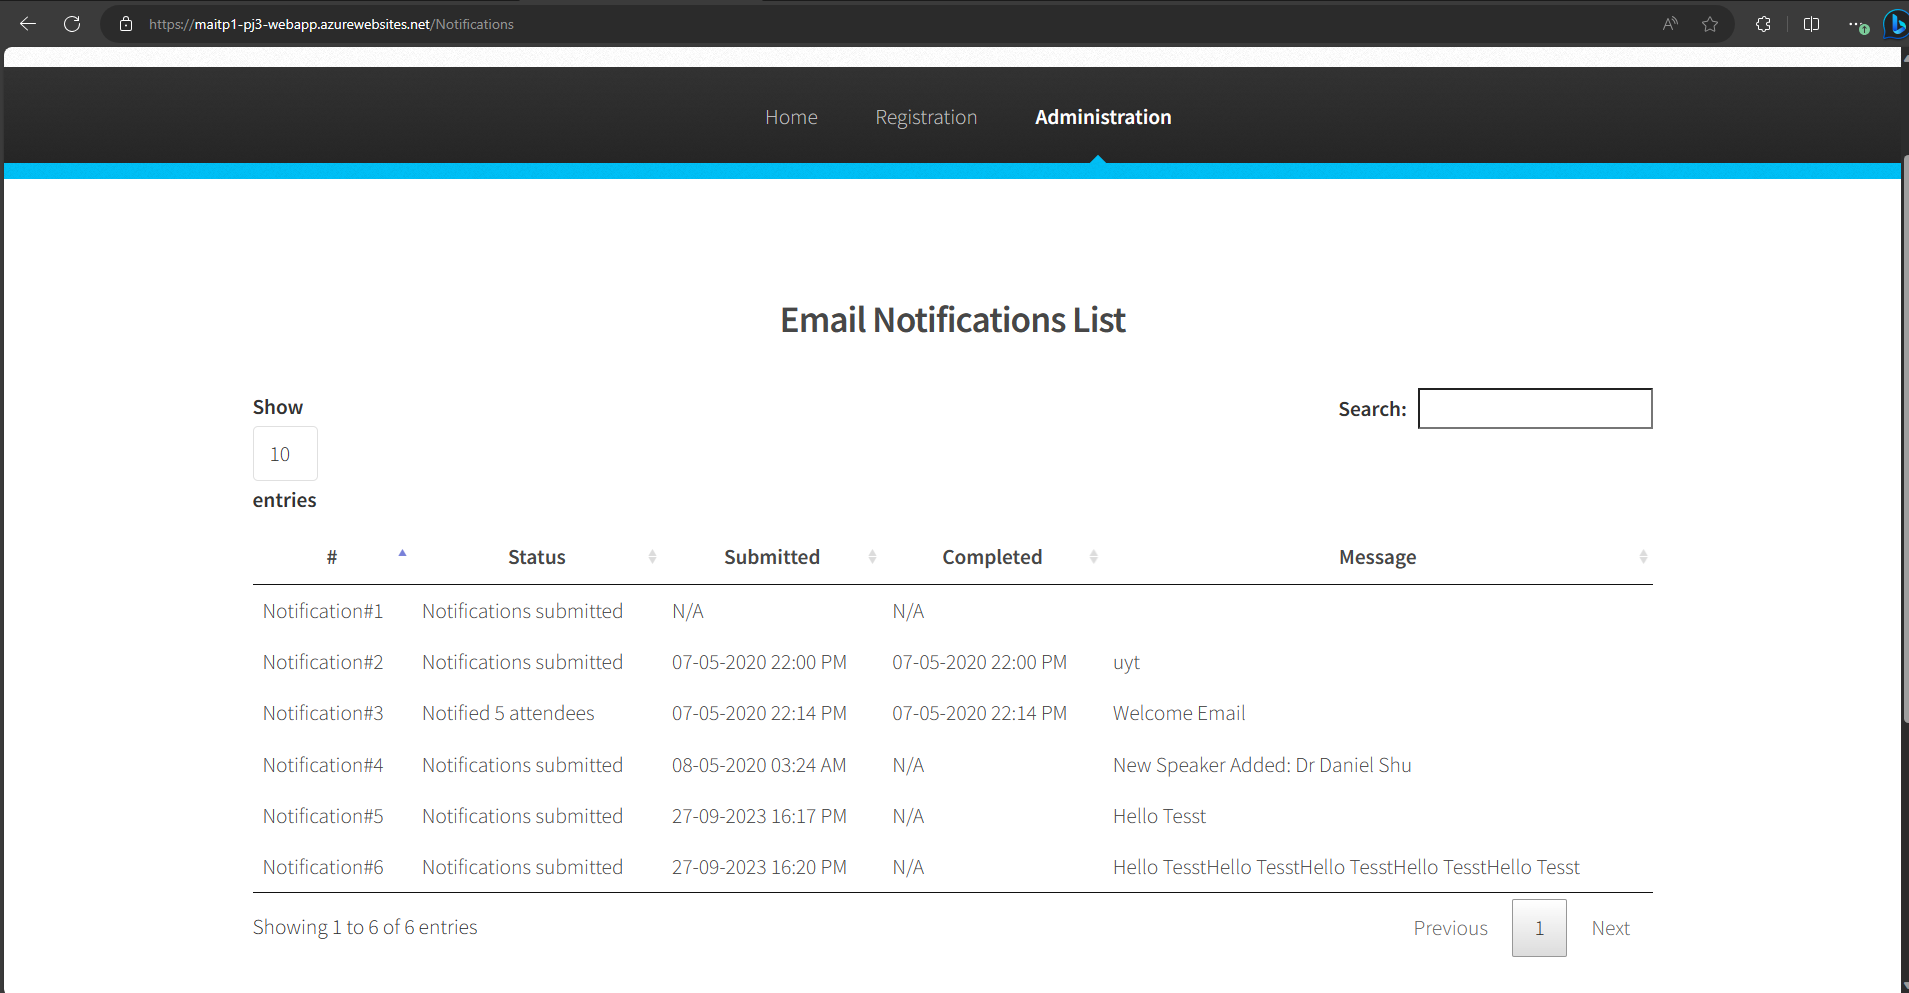 https://maitp1-pj3-webapp.azurewebsites.net/Notifications
Home Registration Administration
Email Notifications List
Show
10
entries
Search:
# Status Submitted Completed Message
Notification#1 Notifications submitted N/A N/A
Notification#2 Notifications submitted 07-05-2020 22:00 PM 07-05-2020 22:00 PM uyt
Notification#3 Notified 5 attendees 07-05-2020 22:14 PM 07-05-2020 22:14 PM Welcome Email
Notification#4 Notifications submitted 08-05-2020 03:24 AM N/A New Speaker Added: Dr Daniel Shu
Notification#5 Notifications submitted 27-09-2023 16:17 PM N/A Hello Tesst
Notification#6 Notifications submitted 27-09-2023 16:20 PM N/A Hello TesstHello TesstHello TesstHello TesstHello Tesst
Showing 1 to 6 of 6 entries
Previous 1 Next